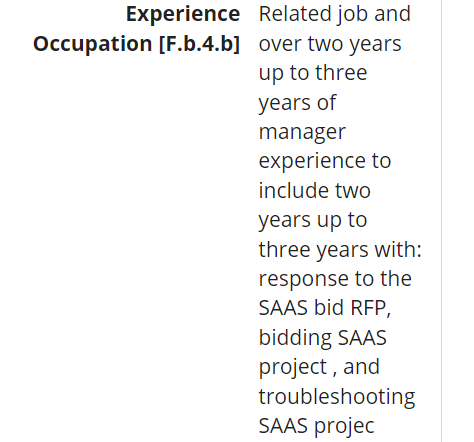 Experience
Occupation [F.b.4.b]
Related job and
over two years
up to three
years of
manager
experience to
include two
years up to
three years with:
response to the
SAAS bid RFP,
bidding SAAS
project , and
troubleshooting
SAAS projec